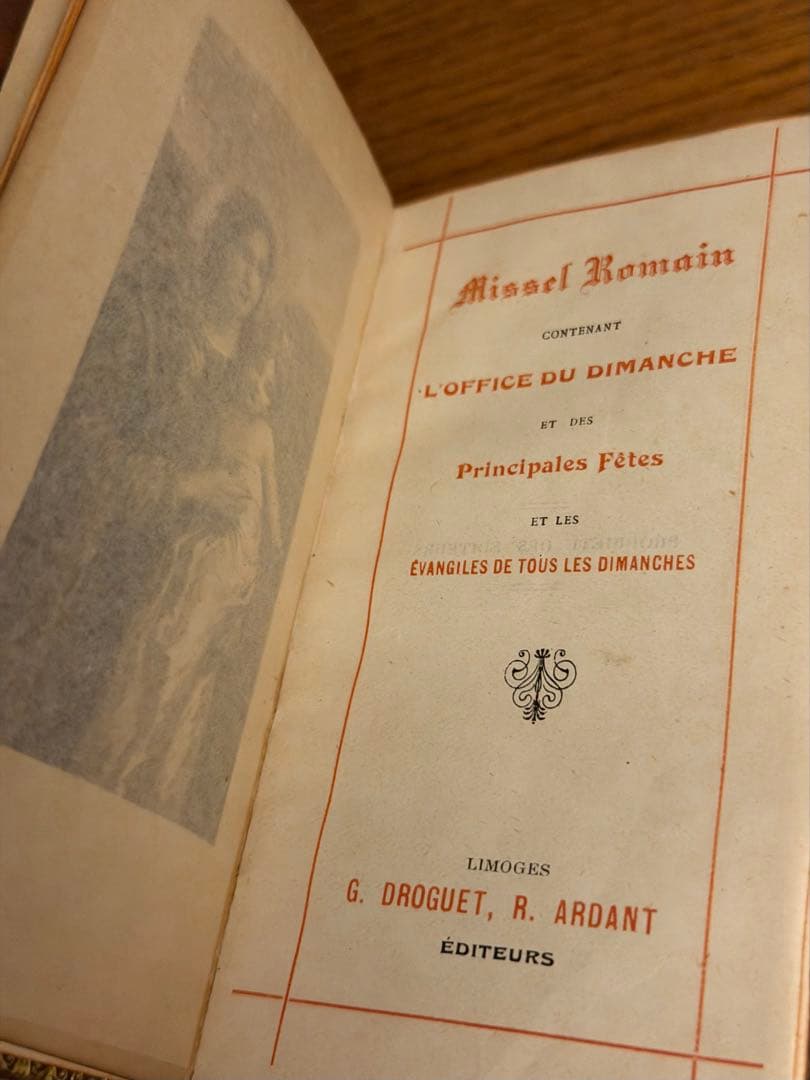 Missel Romain
CONTENANT
L'OFFICE DU DIMANCHE
ET DES
Principales Fêtes
ET LES
ÉVANGILES DE TOUS LES DIMANCHES
LIMOGES
G. DROGUET, R. ARDANT
ÉDITEURS